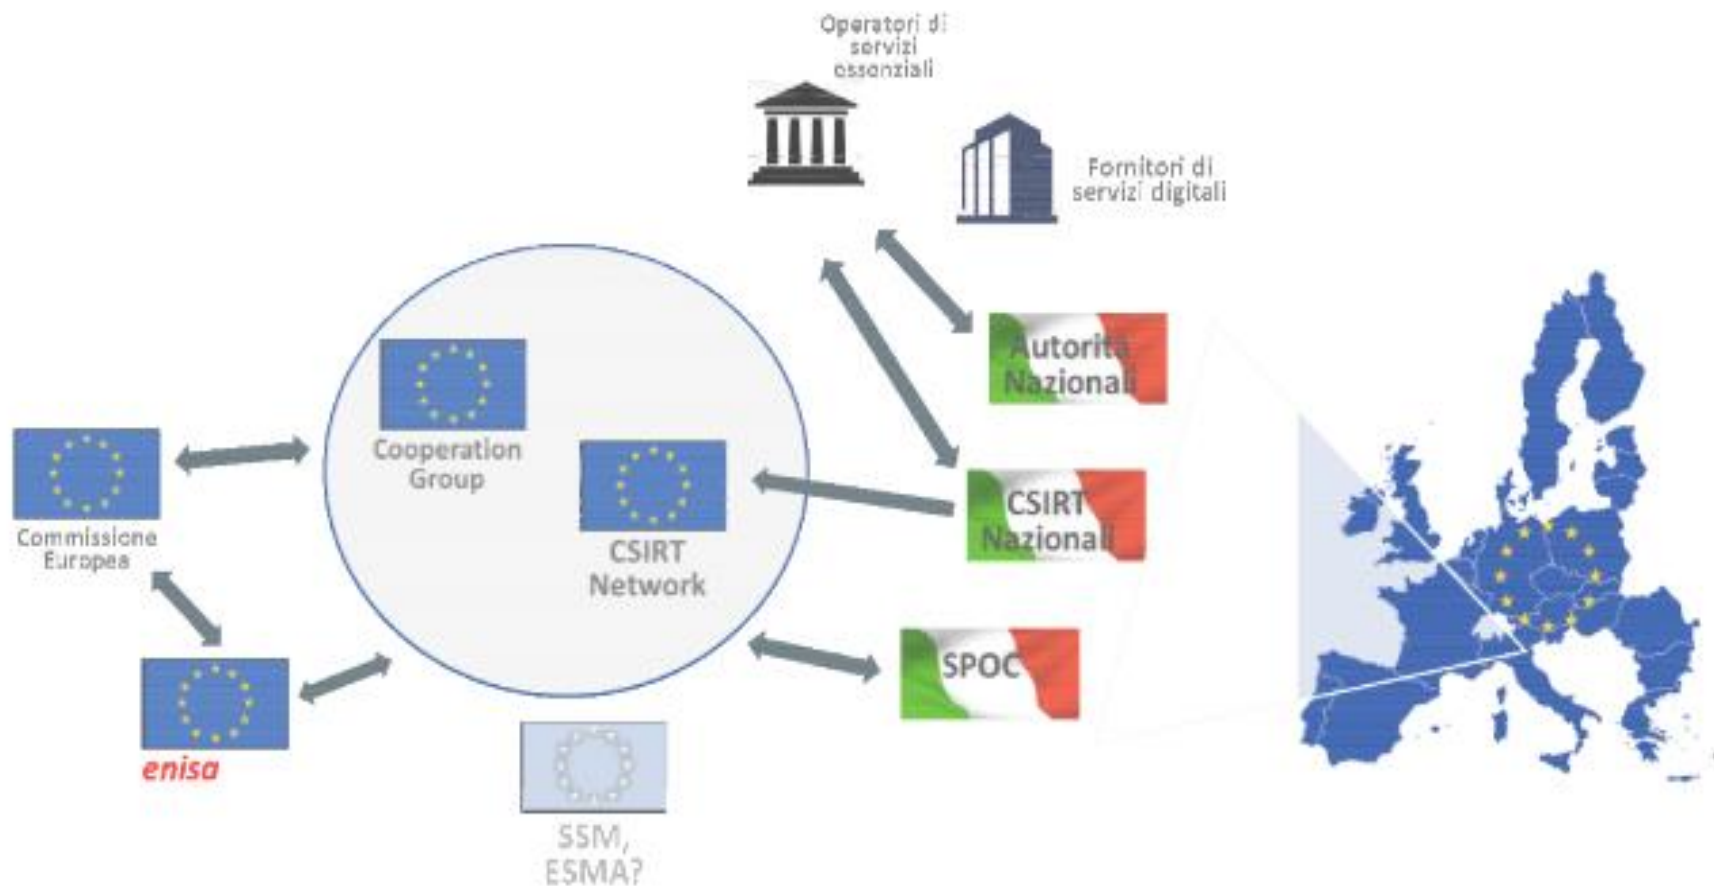 Operatori di
servizi
essenziali
Fornitori di
servizi digitali
Autorità
Nazionali
Cooperation
Group
CSIRT
Nazionali
Commissione
Europea
CSIRT
Network
SPOC
enisa
SSM,
ESMA?